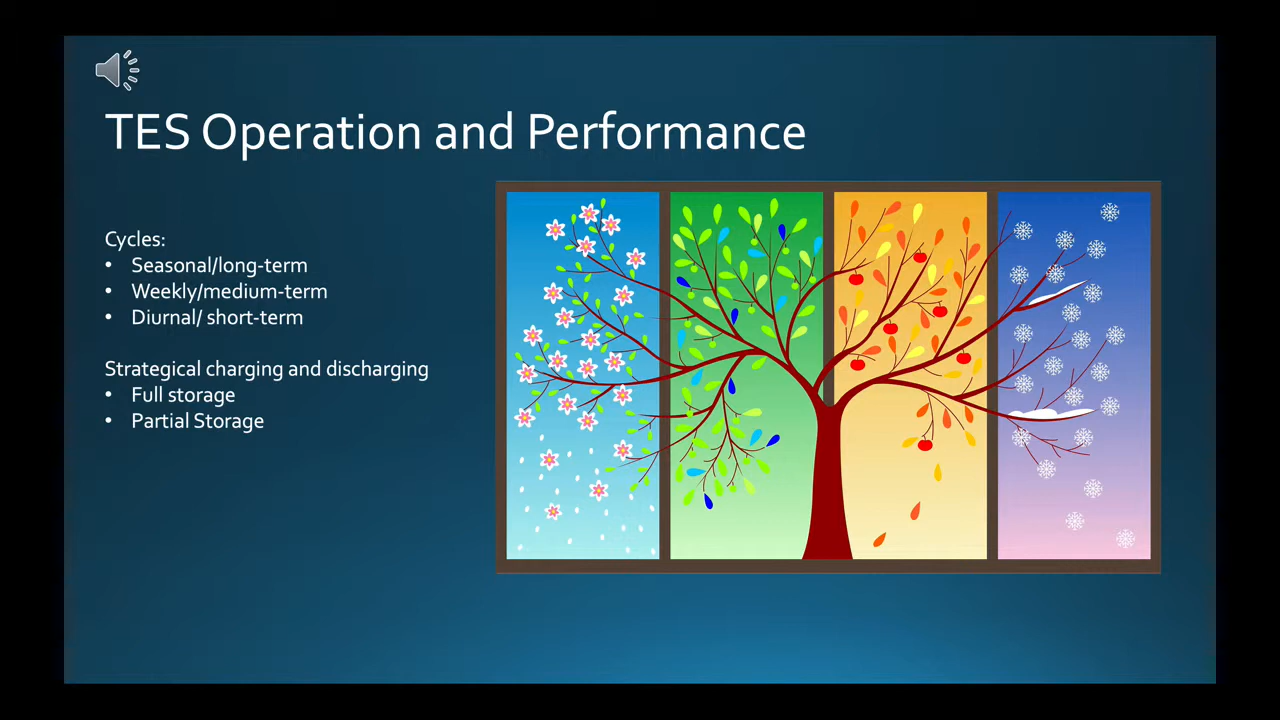 TES Operation and Performance
Cycles:
• Seasonal/long-term
• Weekly/medium-term
• Diurnal/ short-term
Strategical charging and discharging
• Full storage
• Partial Storage